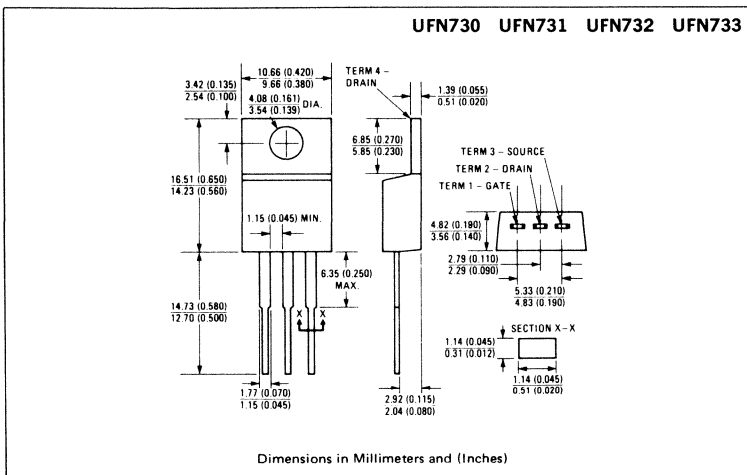 UFN730 UFN731 UFN732 UFN733
10.66 (0.420)
9.66 (0.380)
TERM 4 –
DRAIN
3.42 (0.135)
2.54 (0.100)
4.08 (0.161) DIA.
3.54 (0.139)
1.39 (0.055)
0.51 (0.020)
6.85 (0.270)
5.85 (0.230)
TERM 3 – SOURCE
TERM 2 – DRAIN
TERM 1 – GATE
16.51 (0.650)
14.23 (0.560)
1.15 (0.045) MIN.
4.82 (0.190)
3.56 (0.140)
2.79 (0.110)
2.29 (0.090)
6.35 (0.250)
MAX.
5.33 (0.210)
4.83 (0.190)
14.73 (0.580)
12.70 (0.500)
X X
SECTION X–X
1.14 (0.045)
0.31 (0.012)
1.14 (0.045)
0.51 (0.020)
1.77 (0.070)
1.15 (0.045)
2.92 (0.115)
2.04 (0.080)
Dimensions in Millimeters and (Inches)